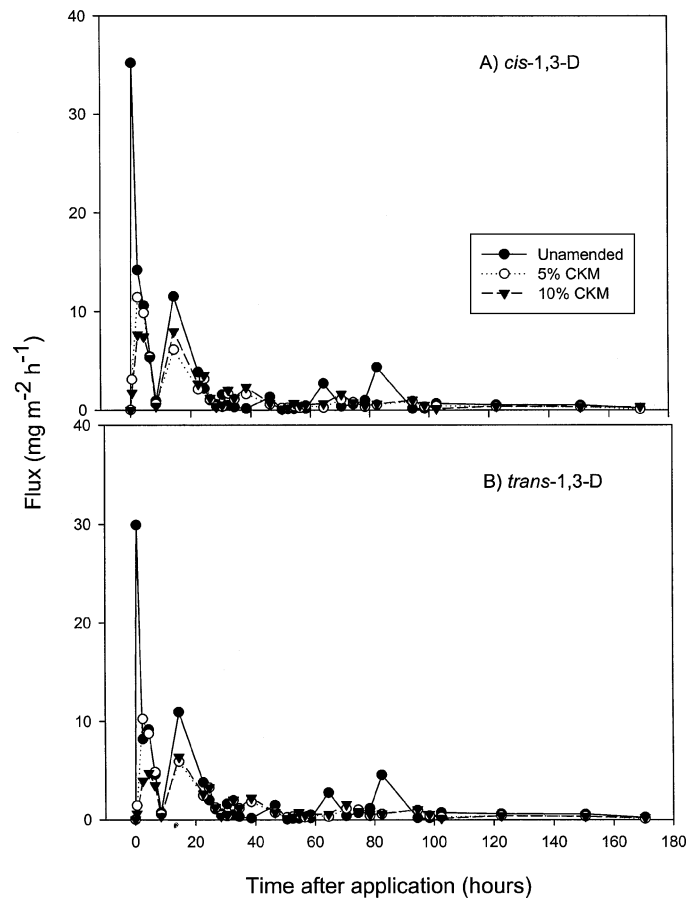 40
A) cis-1,3-D
30
20
Unamended
5% CKM
10% CKM
10
0
Flux (mg m-2 h-1)
40
B) trans-1,3-D
30
20
10
0
0 20 40 60 80 100 120 140 160 180
Time after application (hours)